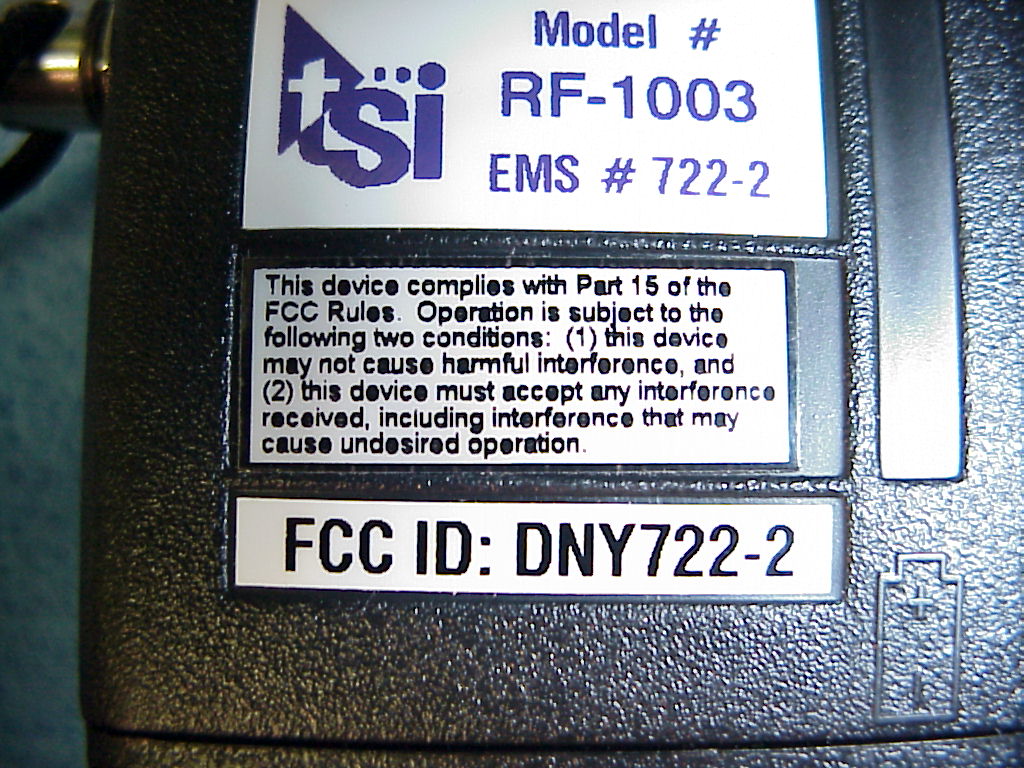 tsi
Model #
RF-1003
EMS # 722-2
This device complies with Part 15 of the
FCC Rules. Operation is subject to the
following two conditions: (1) this device
may not cause harmful interference, and
(2) this device must accept any interference
received, including interference that may
cause undesired operation.
FCC ID: DNY722-2
+
-